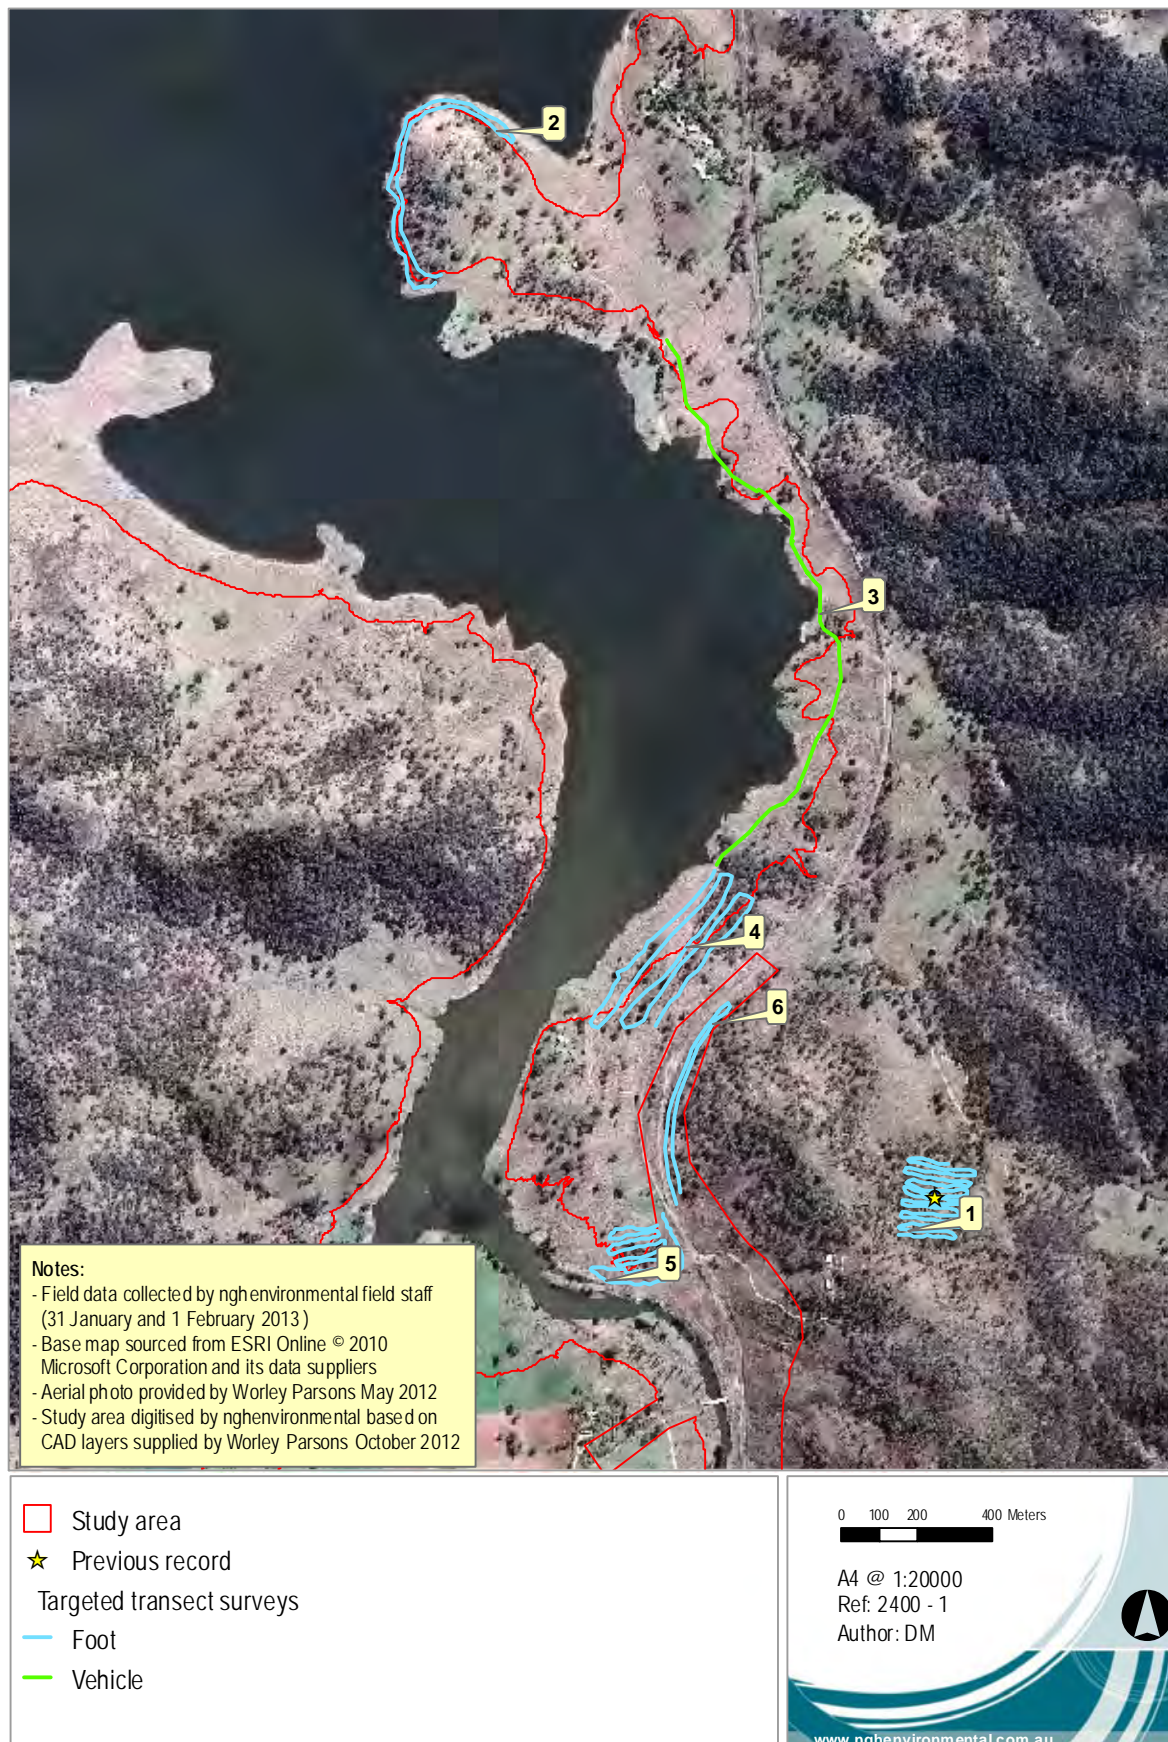 2
3
4
6
1
5
Notes:
- Field data collected by nghenvironmental field staff
(31 January and 1 February 2013)
- Base map sourced from ESRI Online © 2010
Microsoft Corporation and its data suppliers
- Aerial photo provided by Worley Parsons May 2012
- Study area digitised by nghenvironmental based on
CAD layers supplied by Worley Parsons October 2012
Study area
Previous record
Targeted transect surveys
Foot
Vehicle
0 100 200 400 Meters
A4 @ 1:20000
Ref: 2400 - 1
Author: DM
www.nghenvironmental.com.au